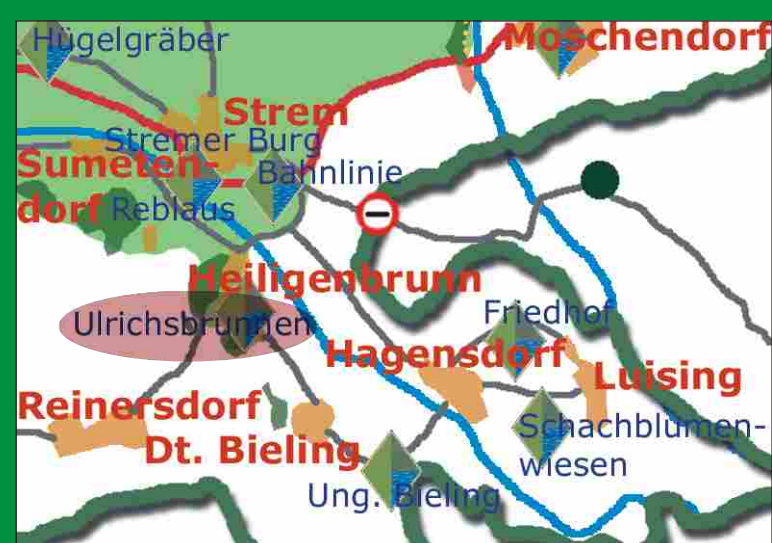 Hügelgräber
Moschendorf
Strem
Stremer Burg
Sumeten-
dorf
Bahnlinie
Reblaus
Heiligenbrunn
Ulrichsbrunnen
Friedhof
Hagensdorf
Luising
Reinersdorf
Schachblumen-
wiesen
Dt. Bieling
Ung. Bieling